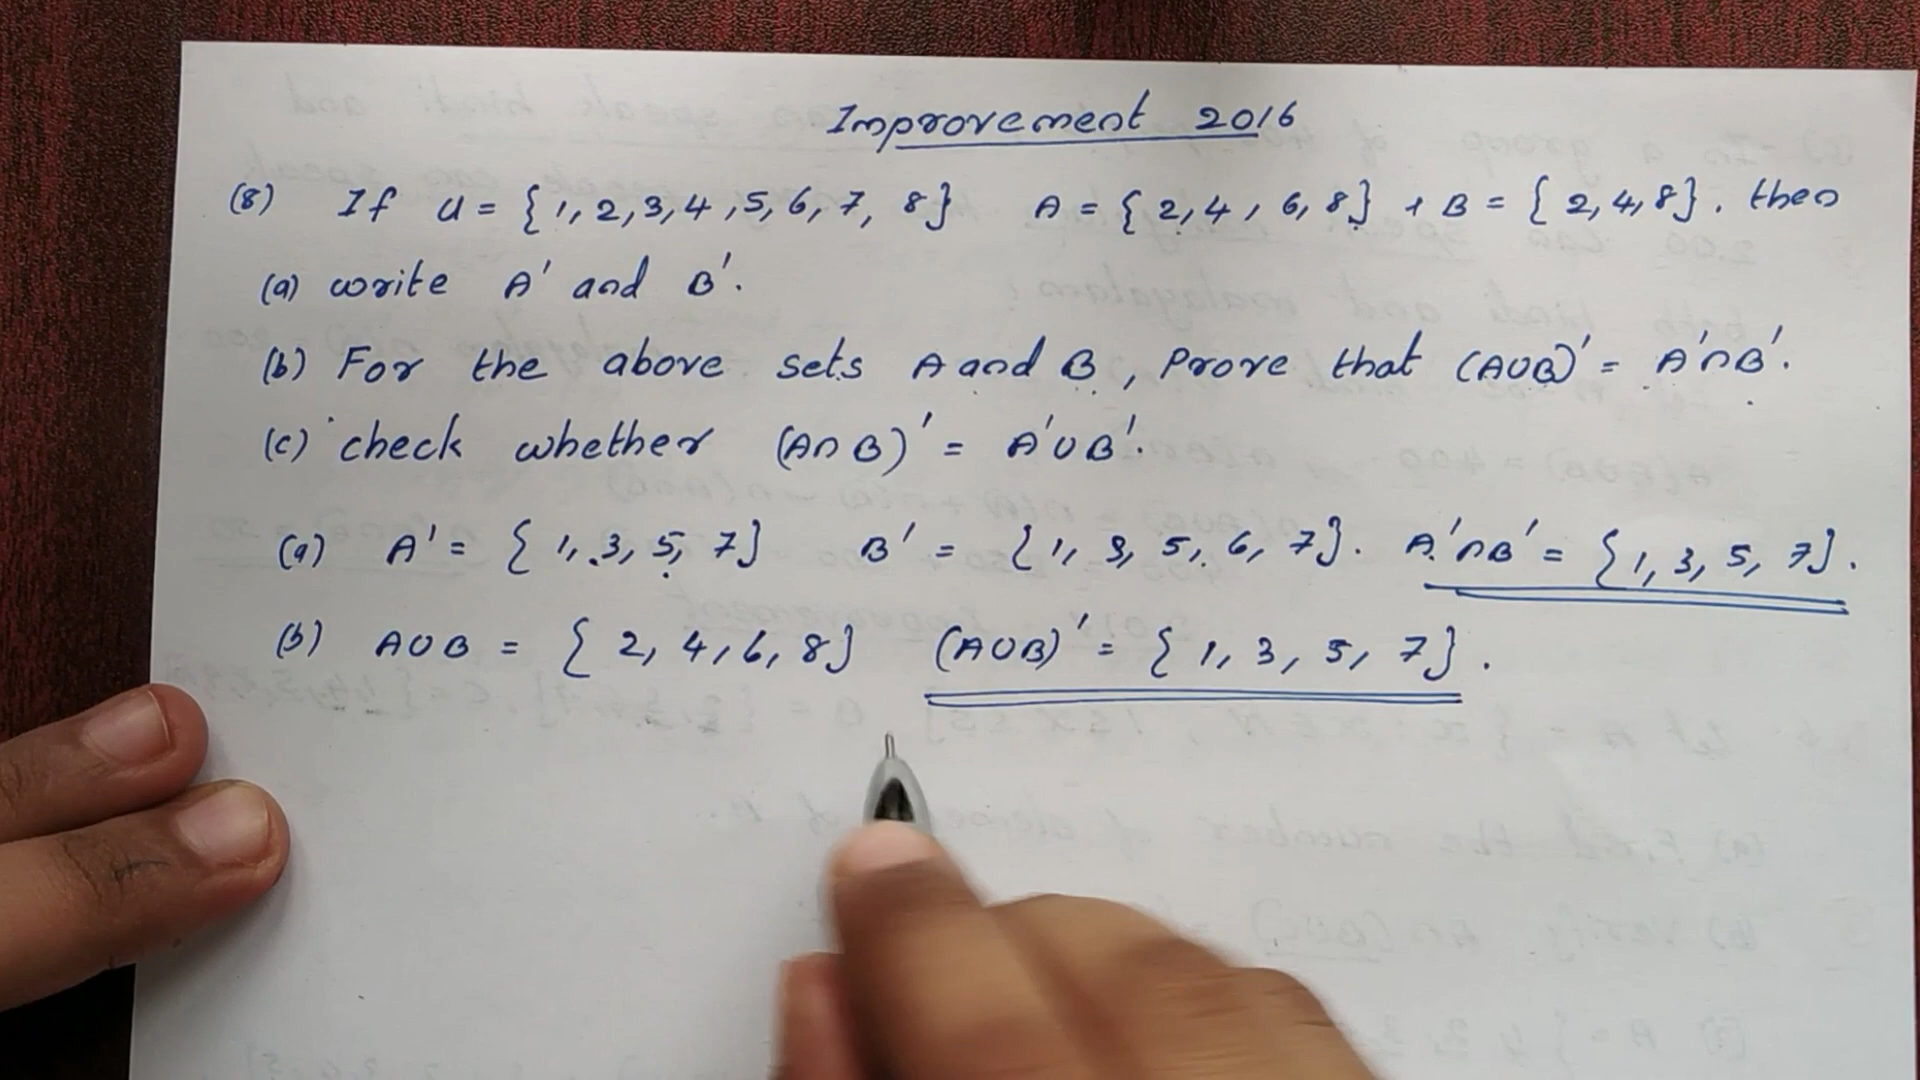 Improvement 2016
(8) If U = {1, 2, 3, 4, 5, 6, 7, 8} A = {2, 4, 6, 8} + B = {2, 4, 8}. then
(a) write A' and B'.
(b) For the above sets A and B, Prove that (A∪B)' = A'∩B'.
(c) check whether (A∩B)' = A'∪B'.
(a) A' = {1, 3, 5, 7} B' = {1, 3, 5, 6, 7}. A'∩B' = {1, 3, 5, 7}.
(b) A∪B = {2, 4, 6, 8} (A∪B)' = {1, 3, 5, 7}.